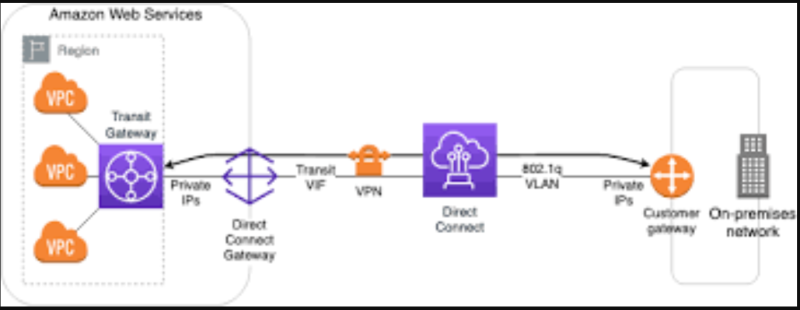 Amazon Web Services
Region
VPC
VPC
VPC
Transit
Gateway
Private
IPs
Direct
Connect
Gateway
Transit
VIF
VPN
Direct
Connect
802.1q
VLAN
Private
IPs
Customer
gateway
On-premises
network